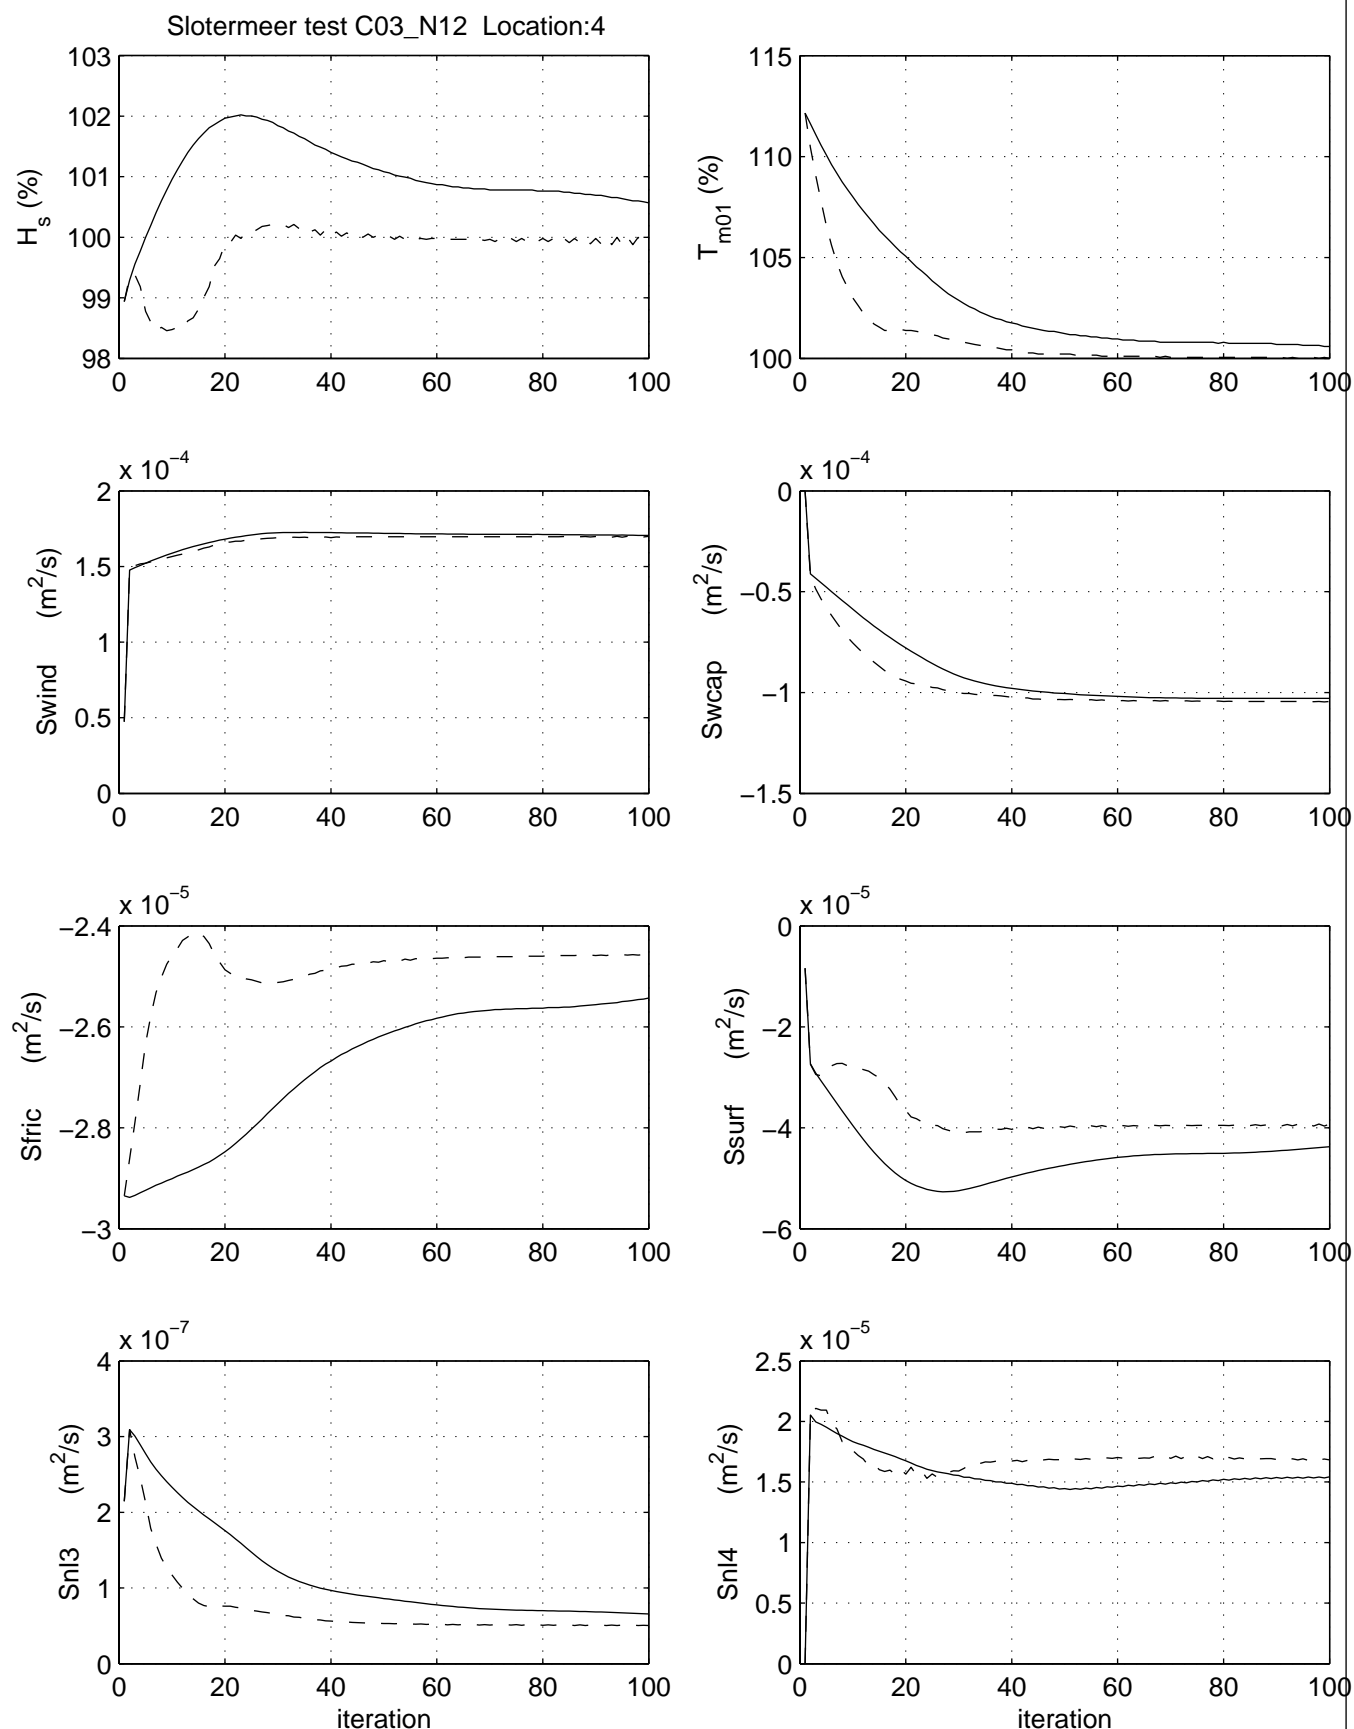 Slotermeer test C03_N12 Location:4
103
102
101
100
99
98
H_s (%)
0 20 40 60 80 100
115
110
105
100
T_m01 (%)
0 20 40 60 80 100
x 10^−4
2
1.5
1
0.5
0
Swind (m^2/s)
0 20 40 60 80 100
x 10^−4
0
−0.5
−1
−1.5
Swcap (m^2/s)
0 20 40 60 80 100
x 10^−5
−2.4
−2.6
−2.8
−3
Sfric (m^2/s)
0 20 40 60 80 100
x 10^−5
0
−2
−4
−6
Ssurf (m^2/s)
0 20 40 60 80 100
x 10^−7
4
3
2
1
0
Snl3 (m^2/s)
0 20 40 60 80 100
iteration
x 10^−5
2.5
2
1.5
1
0.5
0
Snl4 (m^2/s)
0 20 40 60 80 100
iteration